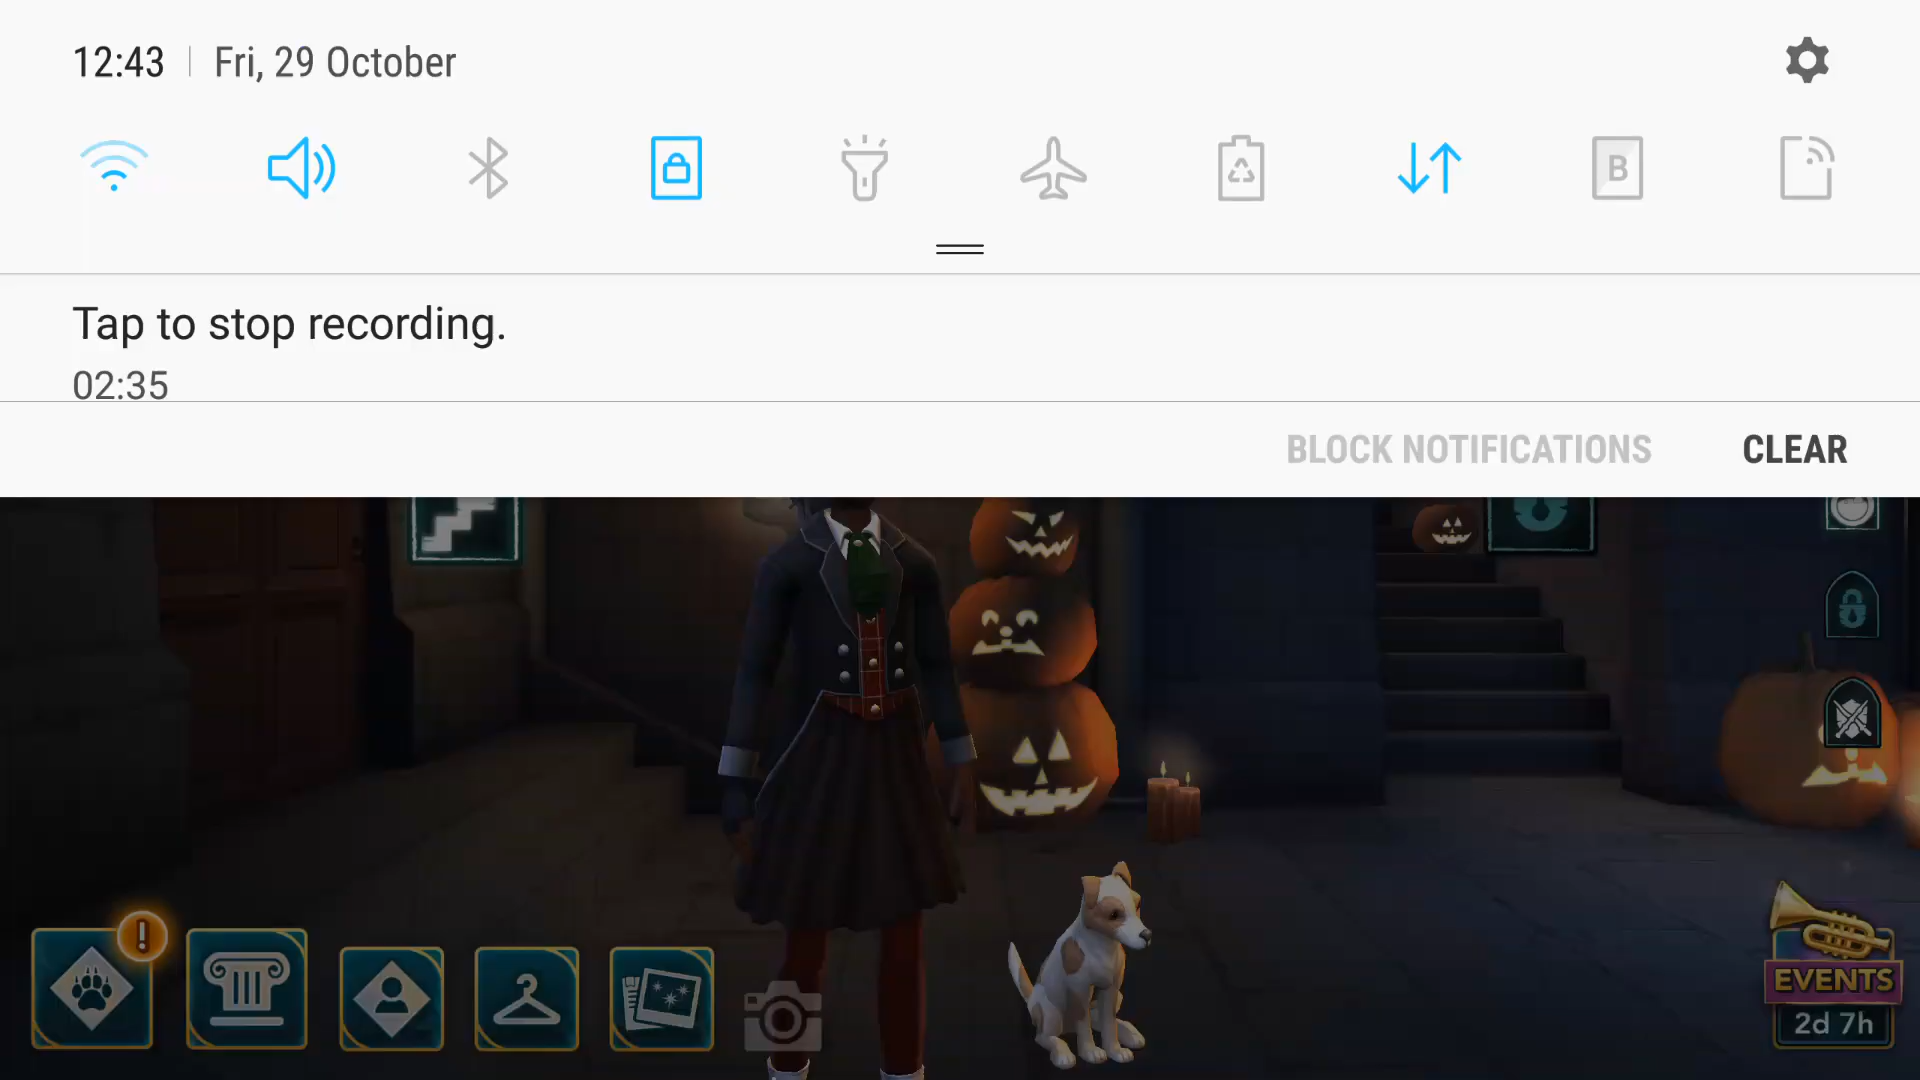 12:43 Fri, 29 October
B
Tap to stop recording.
02:35
BLOCK NOTIFICATIONS CLEAR
!
EVENTS
2d 7h